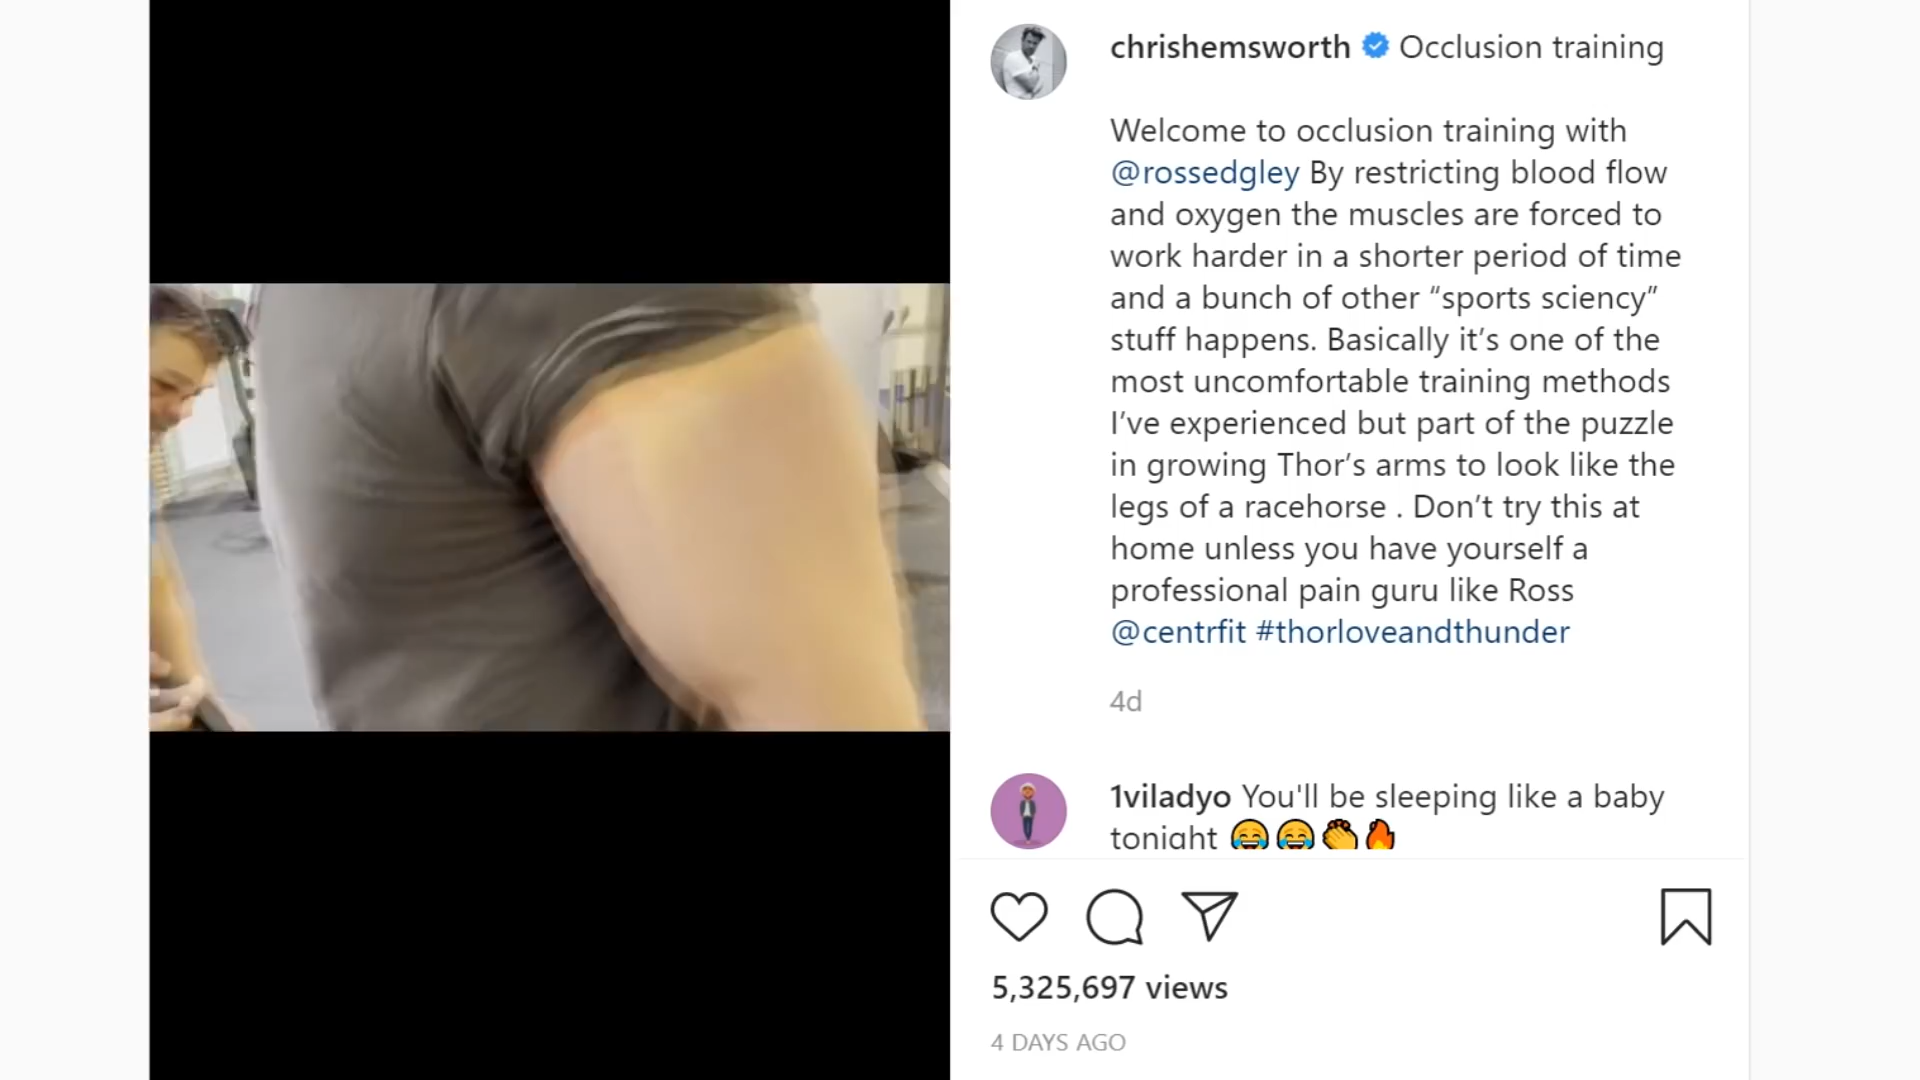 chrishemsworth Occlusion training
Welcome to occlusion training with
@rossedgley By restricting blood flow
and oxygen the muscles are forced to
work harder in a shorter period of time
and a bunch of other “sports sciency”
stuff happens. Basically it’s one of the
most uncomfortable training methods
I’ve experienced but part of the puzzle
in growing Thor’s arms to look like the
legs of a racehorse . Don’t try this at
home unless you have yourself a
professional pain guru like Ross
@centrfit #thorloveandthunder
4d
1viladyo You'll be sleeping like a baby
tonight 😂😂👏🔥
5,325,697 views
4 DAYS AGO